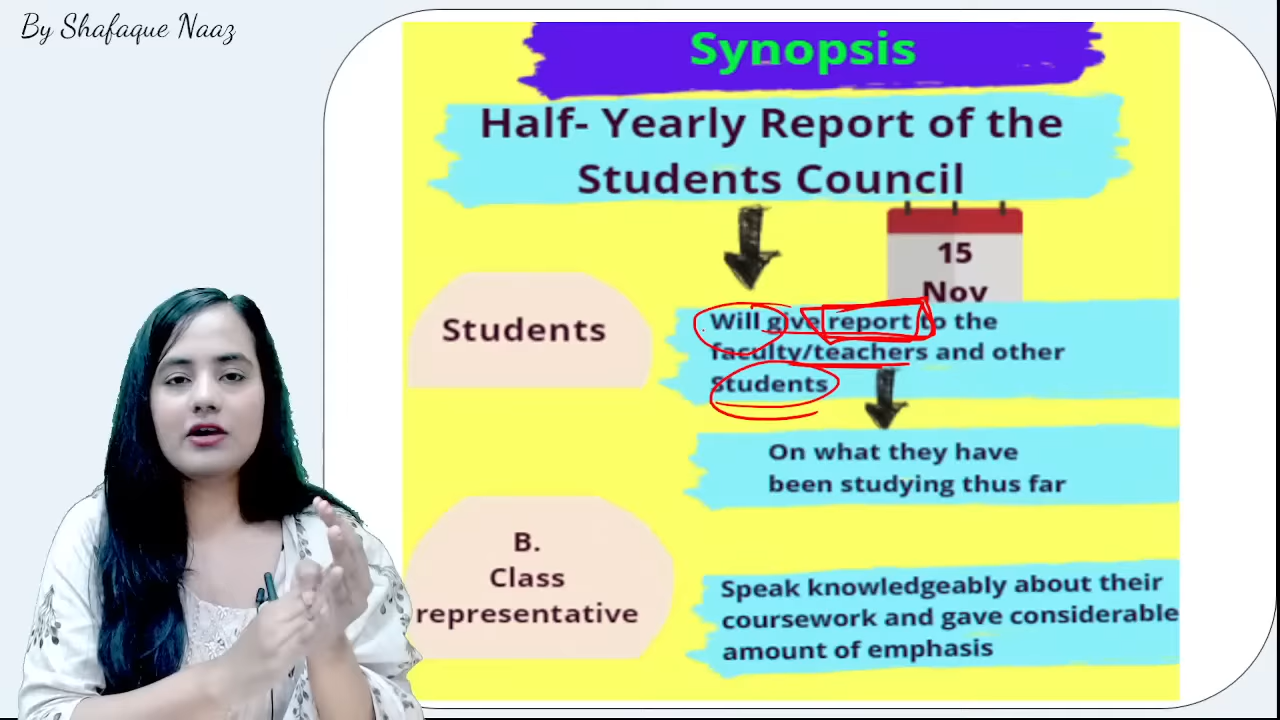 By Shafaque Naaz
Synopsis
Half- Yearly Report of the
Students Council
15
Nov
Students
Will give report to the
faculty/teachers and other
Students
On what they have
been studying thus far
B.
Class
representative
Speak knowledgeably about their
coursework and gave considerable
amount of emphasis